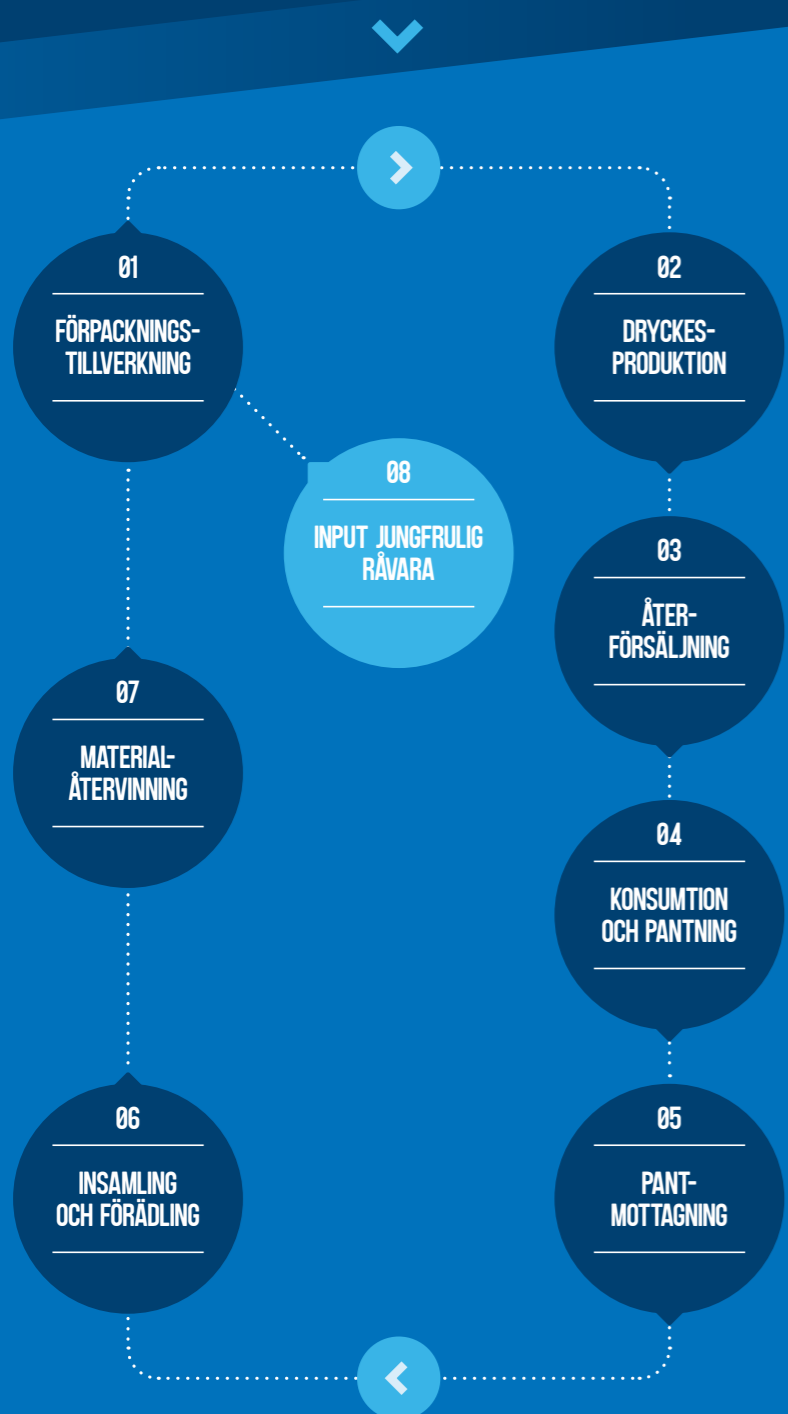 01
FÖRPACKNINGS-
TILLVERKNING
02
DRYCKES-
PRODUKTION
08
INPUT JUNGFRULIG
RÅVARA
03
ÅTER-
FÖRSÄLJNING
07
MATERIAL-
ÅTERVINNING
04
KONSUMTION
OCH PANTNING
06
INSAMLING
OCH FÖRÄDLING
05
PANT-
MOTTAGNING